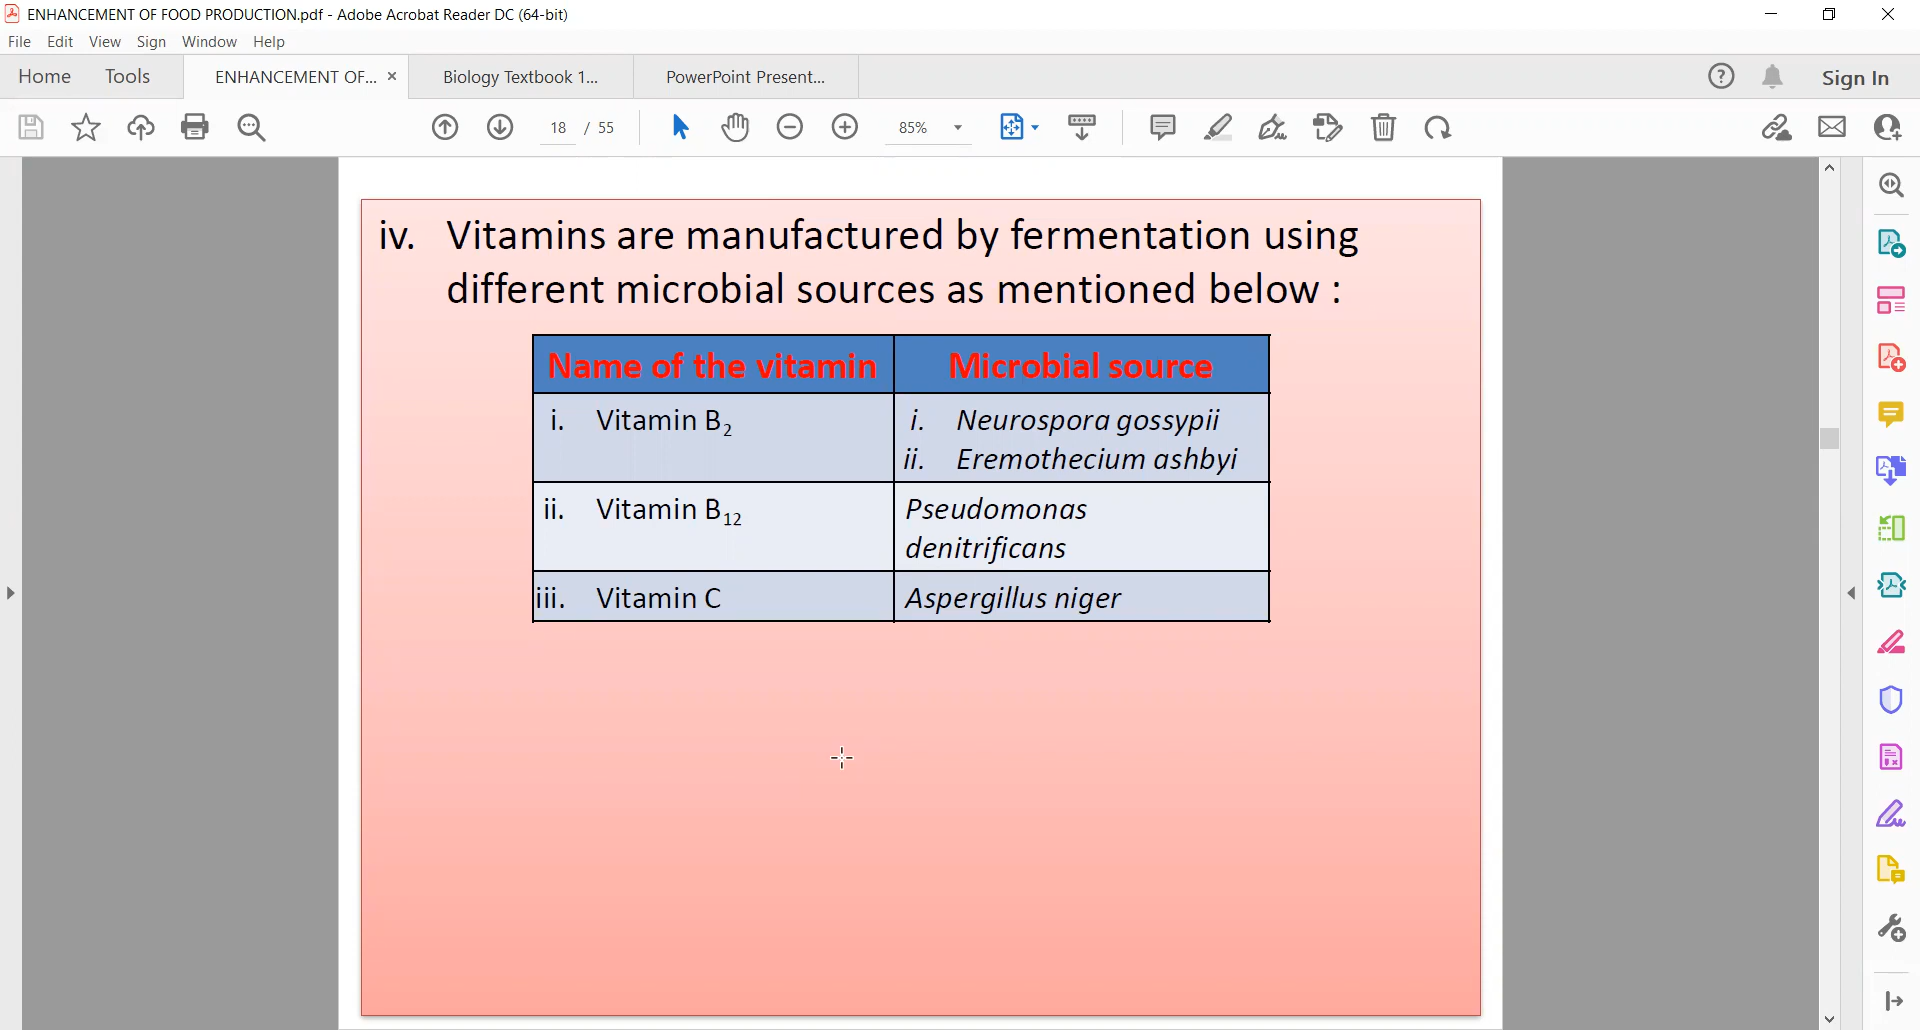 ENHANCEMENT OF FOOD PRODUCTION.pdf - Adobe Acrobat Reader DC (64-bit)
File Edit View Sign Window Help
Home Tools ENHANCEMENT OF... × Biology Textbook 1... PowerPoint Present... Sign In
18 / 55 85%
iv. Vitamins are manufactured by fermentation using
different microbial sources as mentioned below :
Name of the vitamin Microbial source
i. Vitamin B₂ i. Neurospora gossypii
ii. Eremothecium ashbyi
ii. Vitamin B₁₂ Pseudomonas
denitrificans
iii. Vitamin C Aspergillus niger